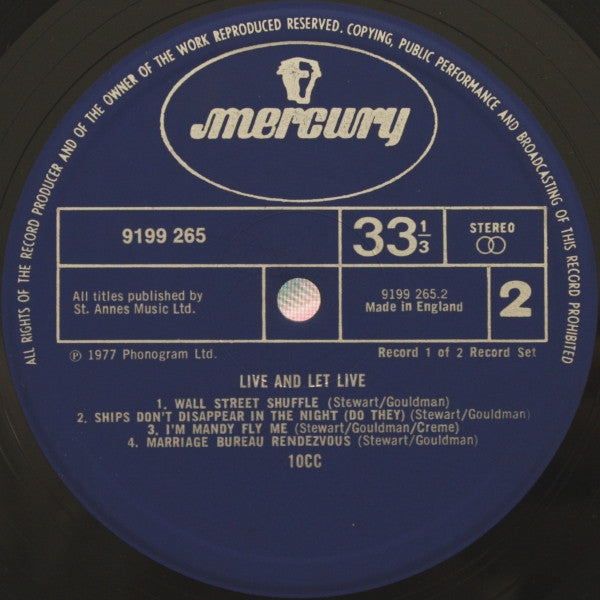 ALL RIGHTS OF THE RECORD PRODUCER AND OF THE OWNER OF THE WORK REPRODUCED RESERVED. COPYING, PUBLIC PERFORMANCE AND BROADCASTING OF THIS RECORD PROHIBITED
mercury
9199 265
33 1/3
STEREO
All titles published by
St. Annes Music Ltd.
9199 265.2
Made in England
2
℗ 1977 Phonogram Ltd.
Record 1 of 2 Record Set
LIVE AND LET LIVE
1. WALL STREET SHUFFLE (Stewart/Gouldman)
2. SHIPS DON'T DISAPPEAR IN THE NIGHT (DO THEY) (Stewart/Gouldman)
3. I'M MANDY FLY ME (Stewart/Gouldman/Creme)
4. MARRIAGE BUREAU RENDEZVOUS (Stewart/Gouldman)
10CC